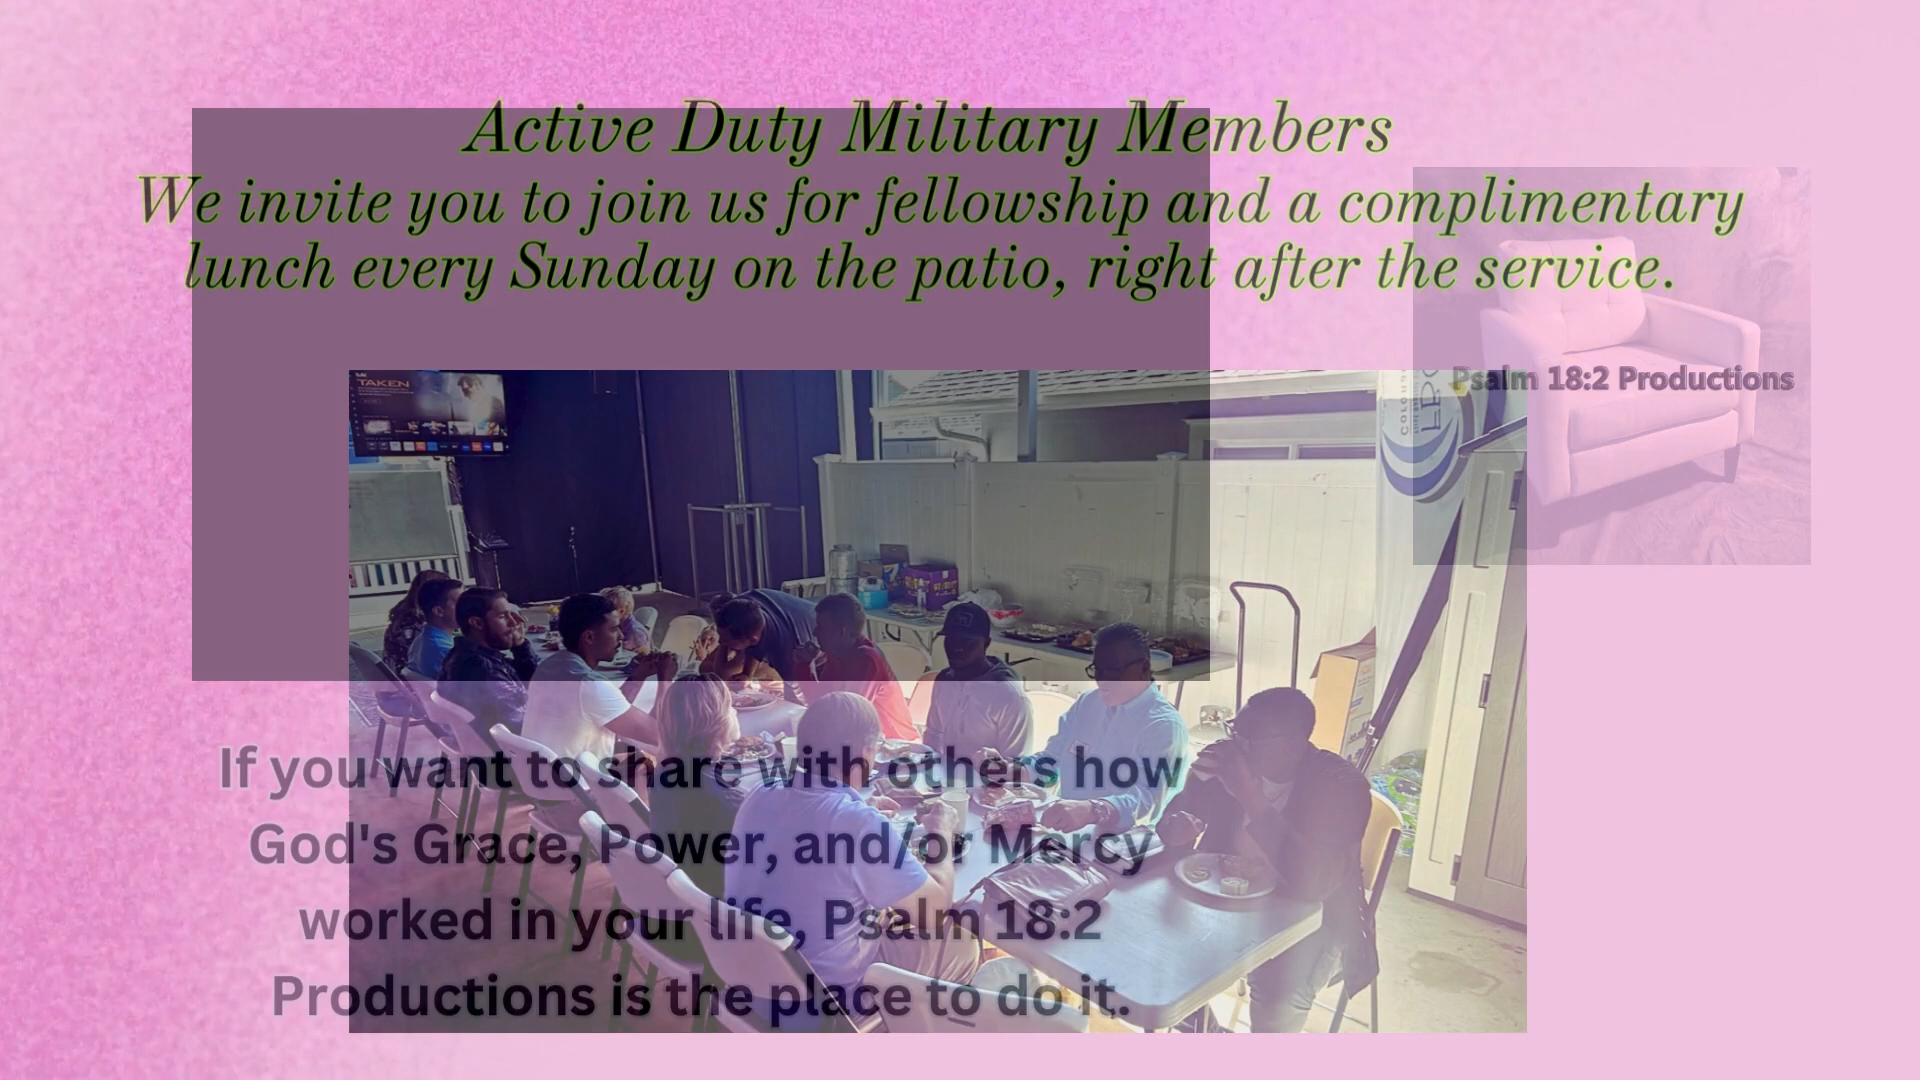 Active Duty Military Members
We invite you to join us for fellowship and a complimentary
lunch every Sunday on the patio, right after the service.
TAKEN
Psalm 18:2 Productions
If you want to share with others how
God's Grace, Power, and/or Mercy
worked in your life, Psalm 18:2
Productions is the place to do it.